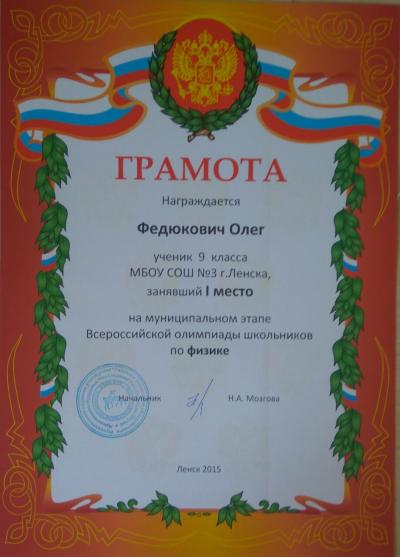 ГРАМОТА
Награждается
Федюкович Олег
ученик 9 класса
МБОУ СОШ №3 г.Ленска,
занявший I место
на муниципальном этапе
Всероссийской олимпиады школьников
по физике
Начальник Н.А. Мозгова
Ленск 2015